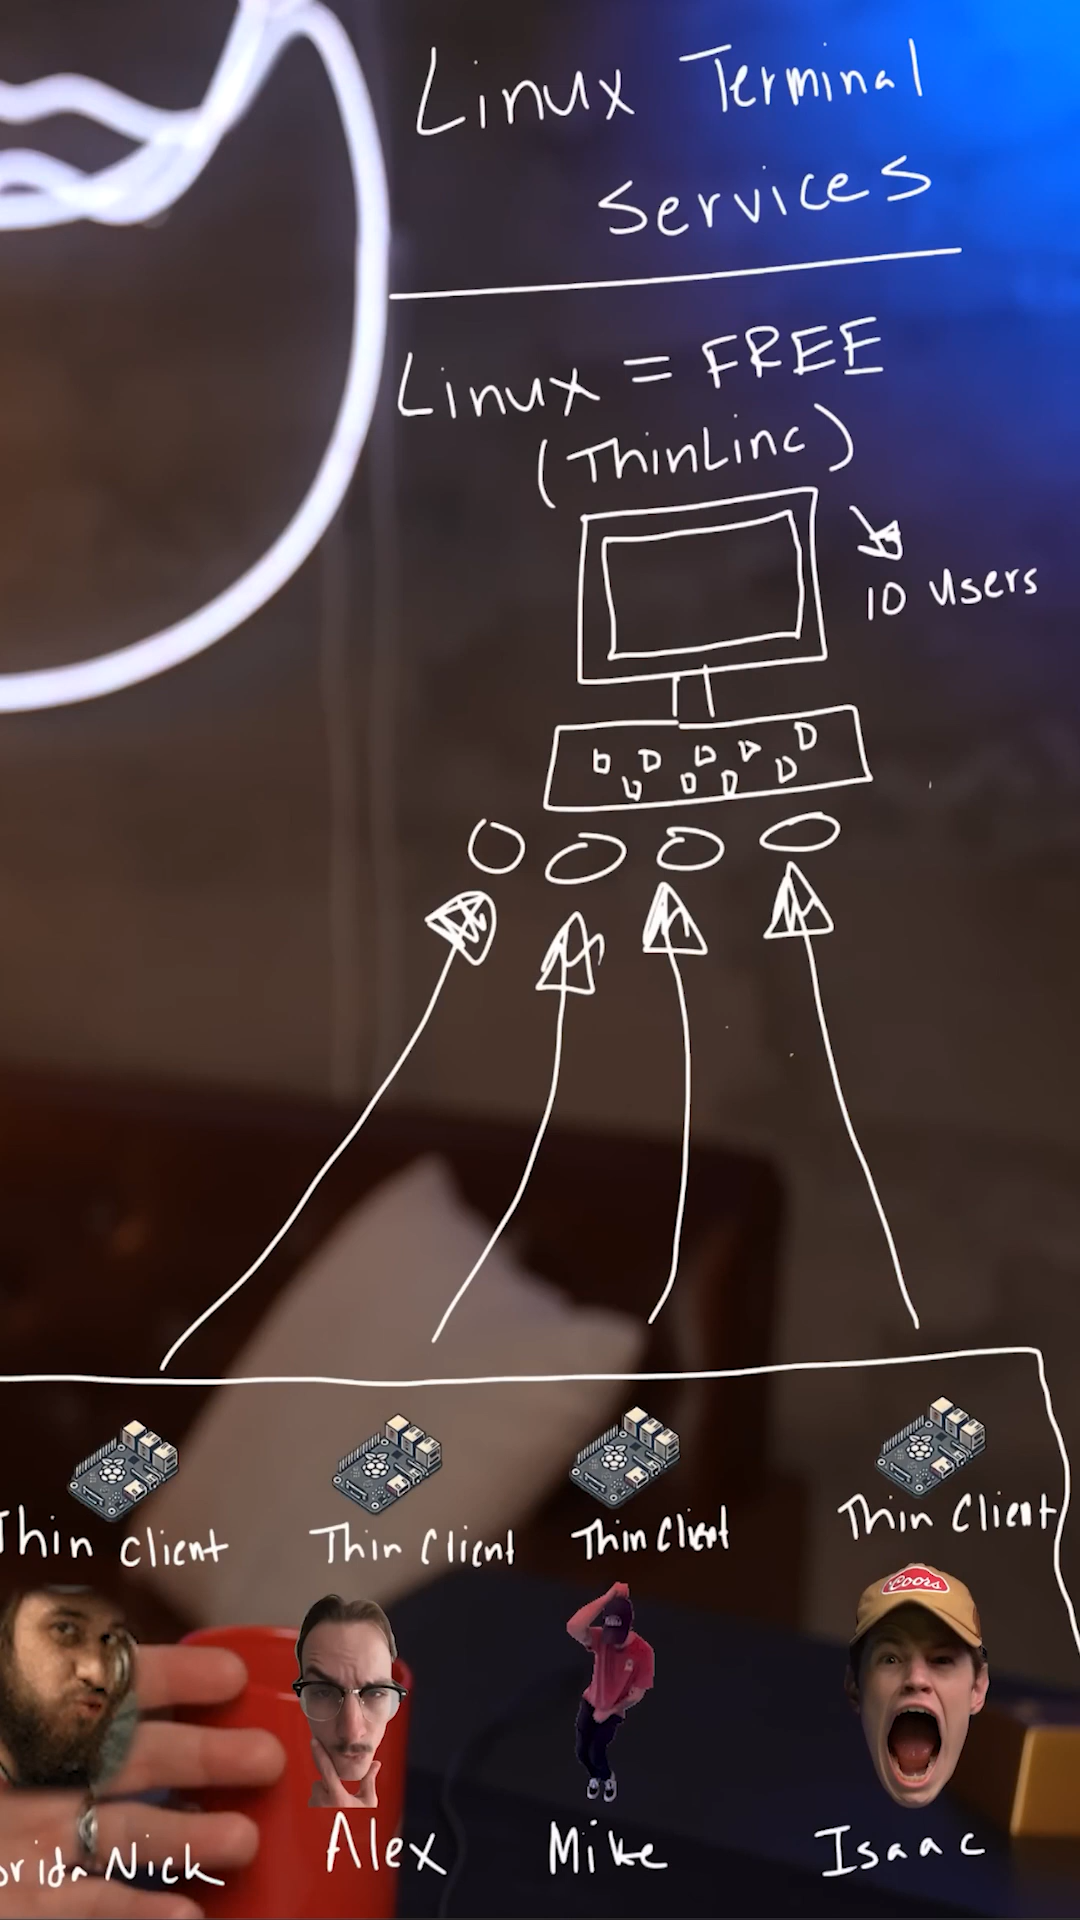 Linux Terminal
Services
Linux = FREE
(ThinLinc)
10 Users
Thin Client
Thin Client
Thin Client
Thin Client
Coors
Nick
Alex
Mike
Isaac